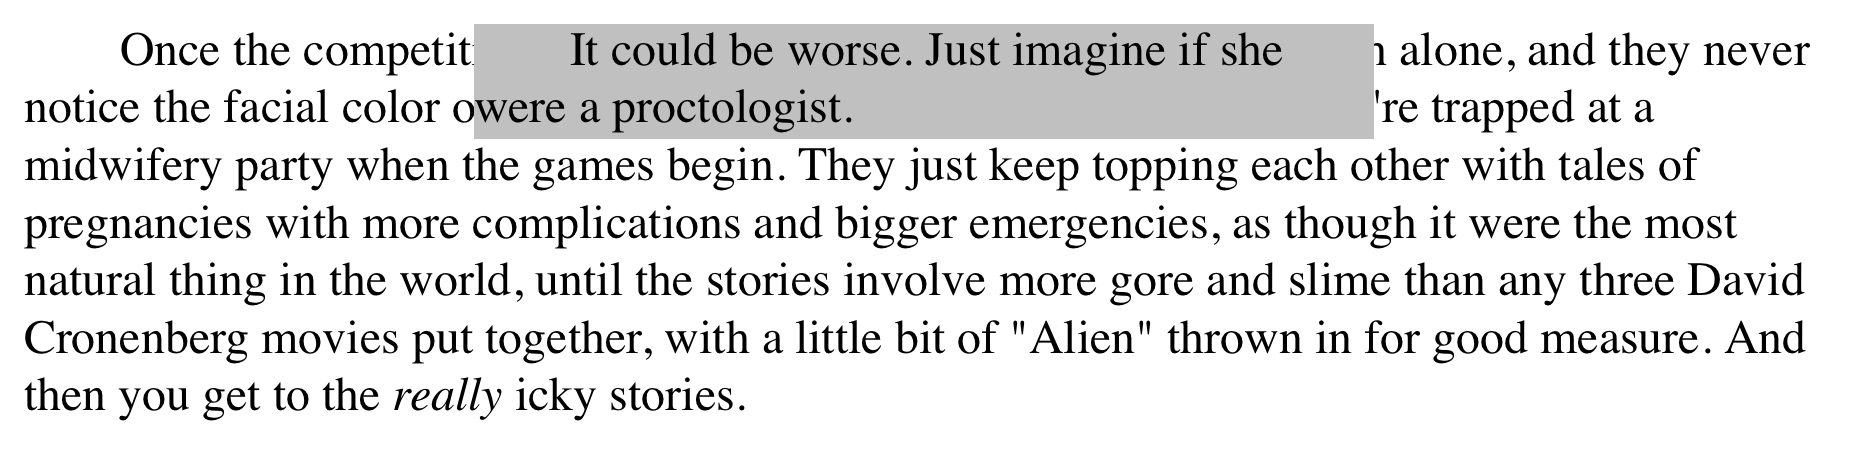 Once the alone, and they never
notice the facial color 're trapped at a
It could be worse. Just imagine if she
were a proctologist.
midwifery party when the games begin. They just keep topping each other with tales of
pregnancies with more complications and bigger emergencies, as though it were the most
natural thing in the world, until the stories involve more gore and slime than any three David
Cronenberg movies put together, with a little bit of "Alien" thrown in for good measure. And
then you get to the really icky stories.